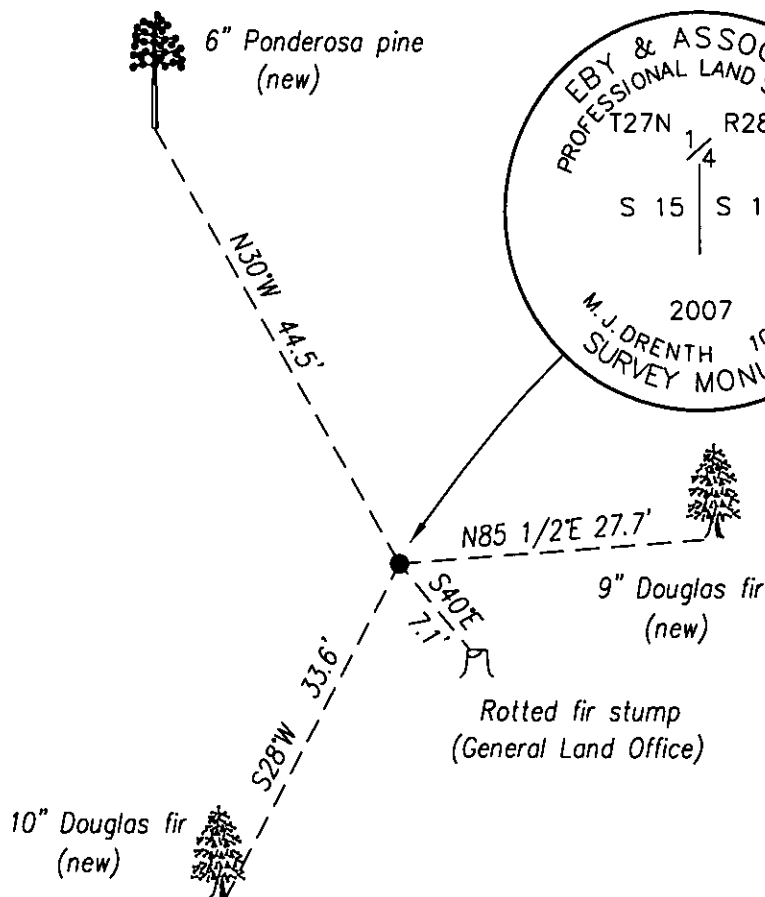 6" Ponderosa pine
(new)
EBY & ASSOC
PROFESSIONAL LAND S
T27N 1/4 R28
S 15 S 1
2007
M.J. DRENTH 10
SURVEY MONU
N30°W 44.5'
N85 1/2°E 27.7'
9" Douglas fir
(new)
S40°E
7.1'
Rotted fir stump
(General Land Office)
S28°W 33.6'
10" Douglas fir
(new)